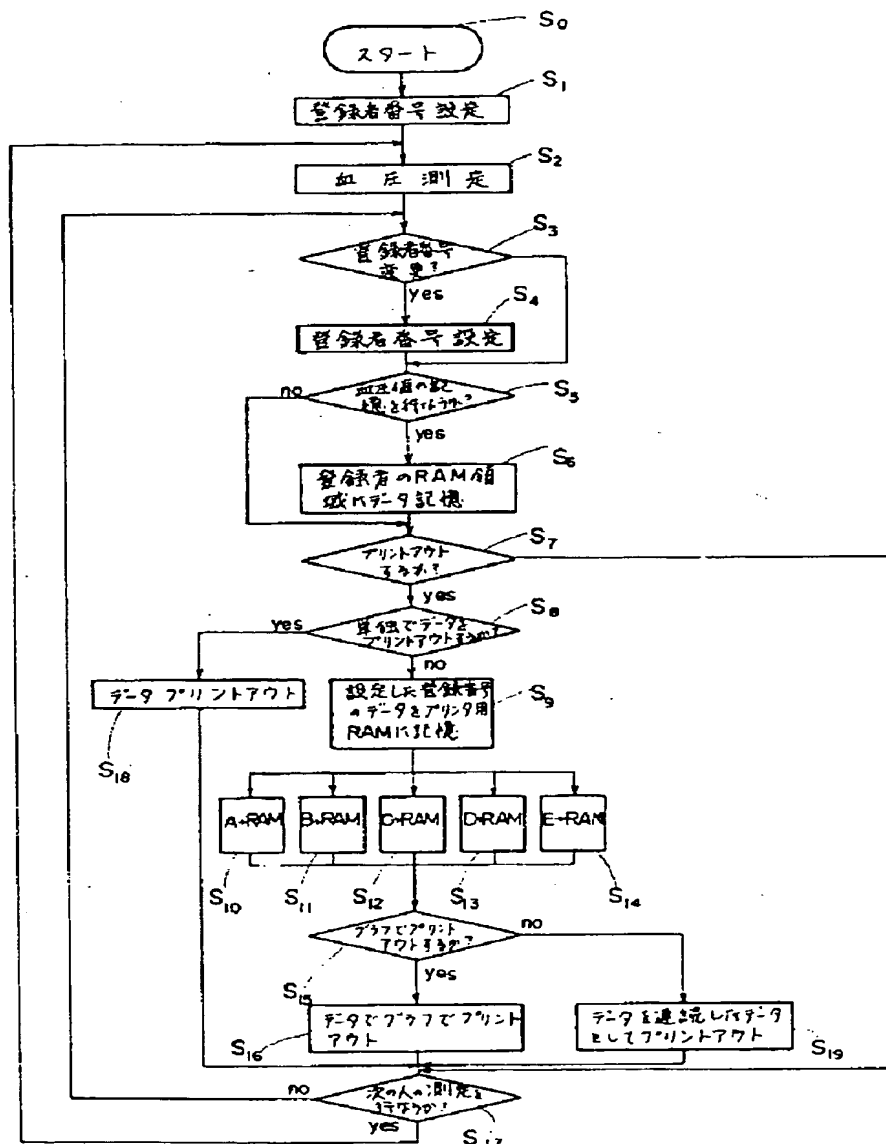 S0
スタート
S1
登録者番号設定
S2
血圧測定
S3
登録者番号
変更?
yes
S4
登録者番号設定
no
血圧値の記
憶を行なうか?
S5
yes
S6
登録者のRAM領
域にデータ記憶
S7
プリントアウト
するか?
yes
S8
yes
単独でデータを
プリントアウトするか?
no
データプリントアウト
S18
設定した登録番号
のデータをプリンタ用
RAMに記憶
S9
A→RAM
B→RAM
C→RAM
D→RAM
E→RAM
S10
S11
S12
S13
S14
グラフでプリント
アウトするか?
no
S15
yes
データでグラフでプリント
アウト
S16
データを連続したデータ
としてプリントアウト
S19
no
次の人の測定を
行なうか?
yes
S17